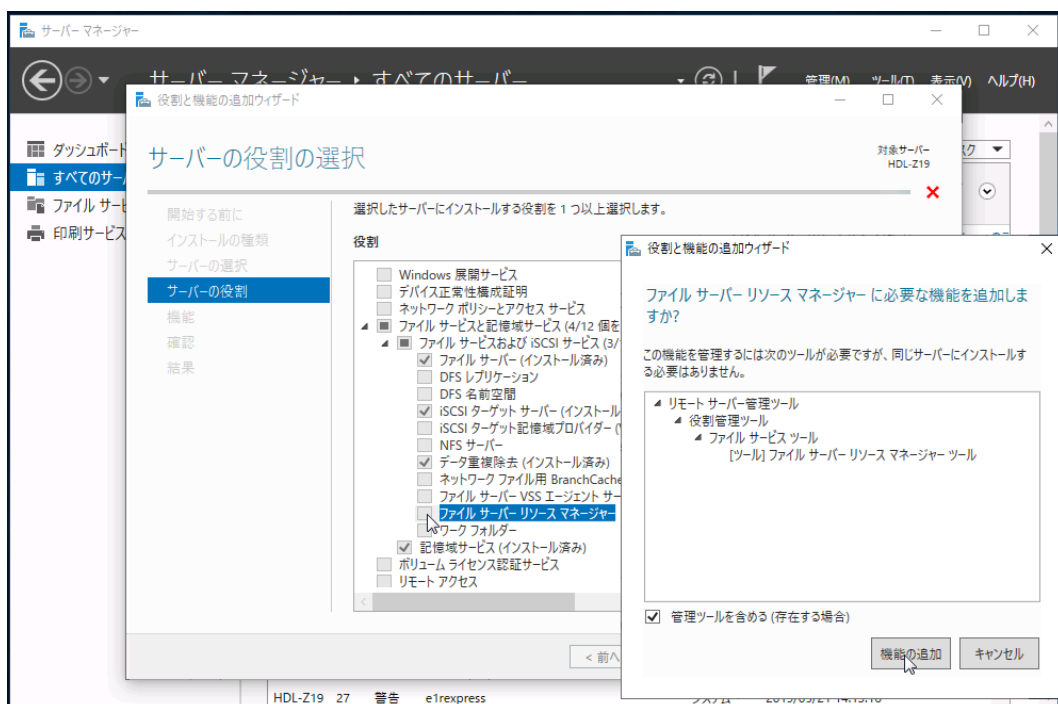 サーバー マネージャー
サーバー マネージャー ・ すべてのサーバー
管理(M) ツール(T) 表示(V) ヘルプ(H)
ダッシュボード
すべてのサー
ファイル サー
印刷サービス
役割と機能の追加ウィザード
サーバーの役割の選択
対象サーバー
HDL-Z19
開始する前に
インストールの種類
サーバーの選択
サーバーの役割
機能
確認
結果
選択したサーバーにインストールする役割を 1 つ以上選択します。
役割
Windows 展開サービス
デバイス正常性構成証明
ネットワーク ポリシーとアクセス サービス
ファイル サービスと記憶域サービス (4/12 個を
ファイル サービスおよび iSCSI サービス (3/
ファイル サーバー (インストール済み)
DFS レプリケーション
DFS 名前空間
iSCSI ターゲット サーバー (インストール
iSCSI ターゲット記憶域プロバイダー (
NFS サーバー
データ重複除去 (インストール済み)
ネットワーク ファイル用 BranchCache
ファイル サーバー VSS エージェント サー
ファイル サーバー リソース マネージャー
ワーク フォルダー
記憶域サービス (インストール済み)
ボリューム ライセンス認証サービス
リモート アクセス
< 前へ
役割と機能の追加ウィザード
ファイル サーバー リソース マネージャー に必要な機能を追加しま
すか?
この機能を管理するには次のツールが必要ですが、同じサーバーにインストールす
る必要はありません。
リモート サーバー管理ツール
役割管理ツール
ファイル サービス ツール
[ツール] ファイル サーバー リソース マネージャー ツール
管理ツールを含める (存在する場合)
機能の追加 キャンセル
HDL-Z19 27 警告 e1rexpress